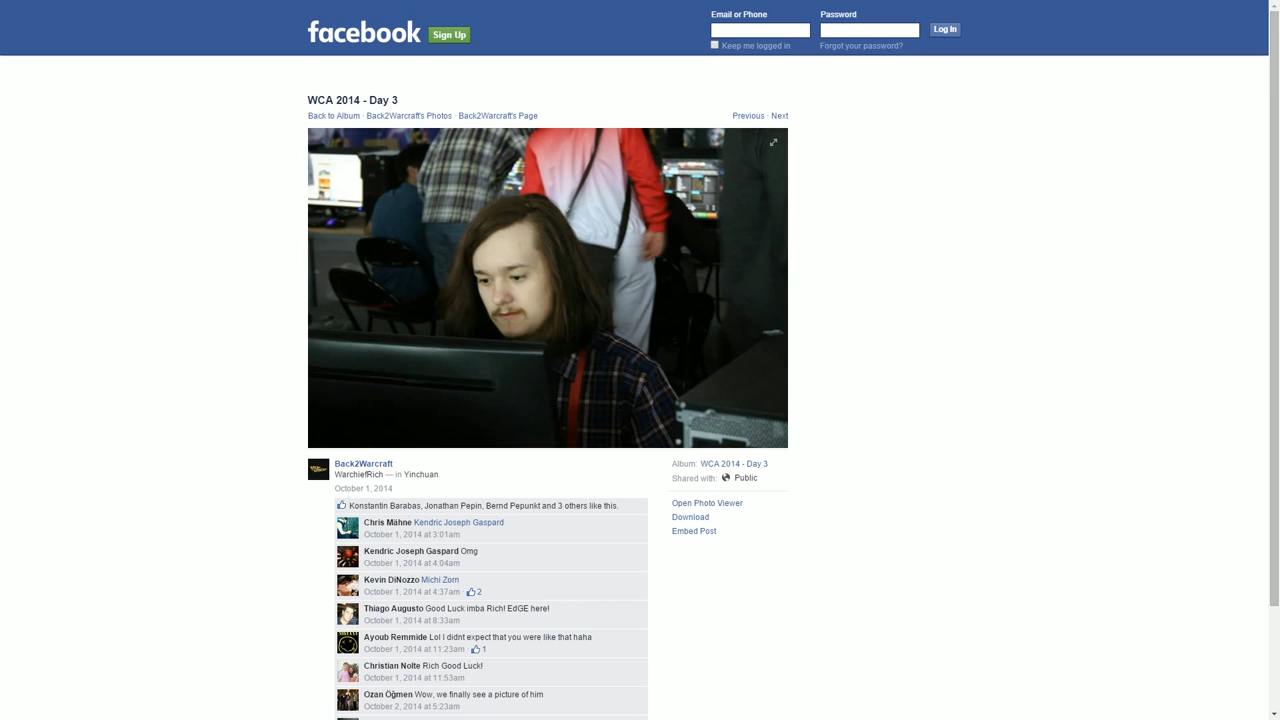 facebook
Sign Up
Email or Phone
Password
Log In
Keep me logged in
Forgot your password?
WCA 2014 - Day 3
Back to Album · Back2Warcraft's Photos · Back2Warcraft's Page
Previous · Next
Back2Warcraft
WarchiefRich — in Yinchuan.
October 1, 2014
Konstantin Barabas, Jonathan Pepin, Bernd Pepunkt and 3 others like this.
Chris Mähne Kendric Joseph Gaspard
October 1, 2014 at 3:01am
Kendric Joseph Gaspard Omg
October 1, 2014 at 4:04am
Kevin DiNozzo Michi Zorn
October 1, 2014 at 4:37am · 2
Thiago Augusto Good Luck imba Rich! EdGE here!
October 1, 2014 at 8:33am
Ayoub Remmide Lol I didnt expect that you were like that haha
October 1, 2014 at 11:23am · 1
Christian Nolte Rich Good Luck!
October 1, 2014 at 11:53am
Ozan Öğmen Wow, we finally see a picture of him
October 2, 2014 at 5:23am
Album: WCA 2014 - Day 3
Shared with: Public
Open Photo Viewer
Download
Embed Post